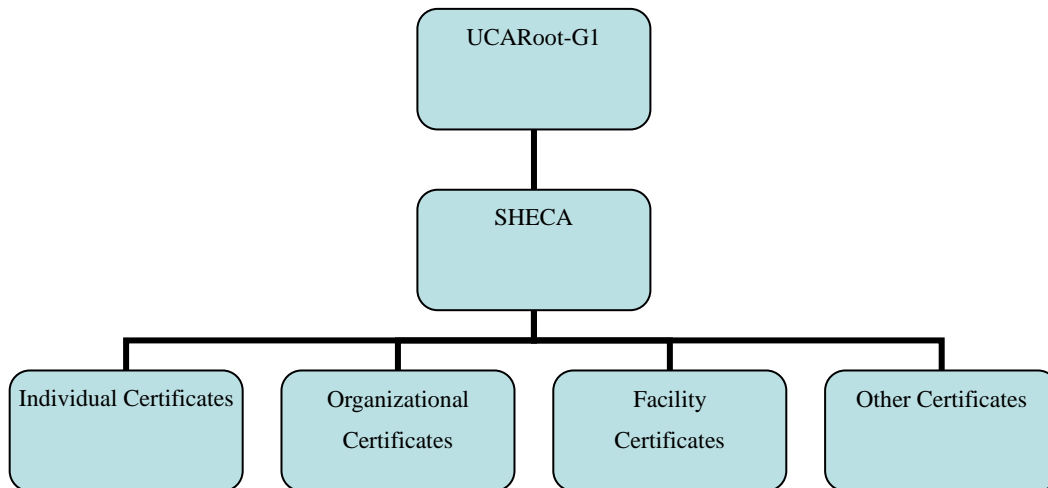 UCARoot-G1
SHECA
Individual Certificates
Organizational
Certificates
Facility
Certificates
Other Certificates